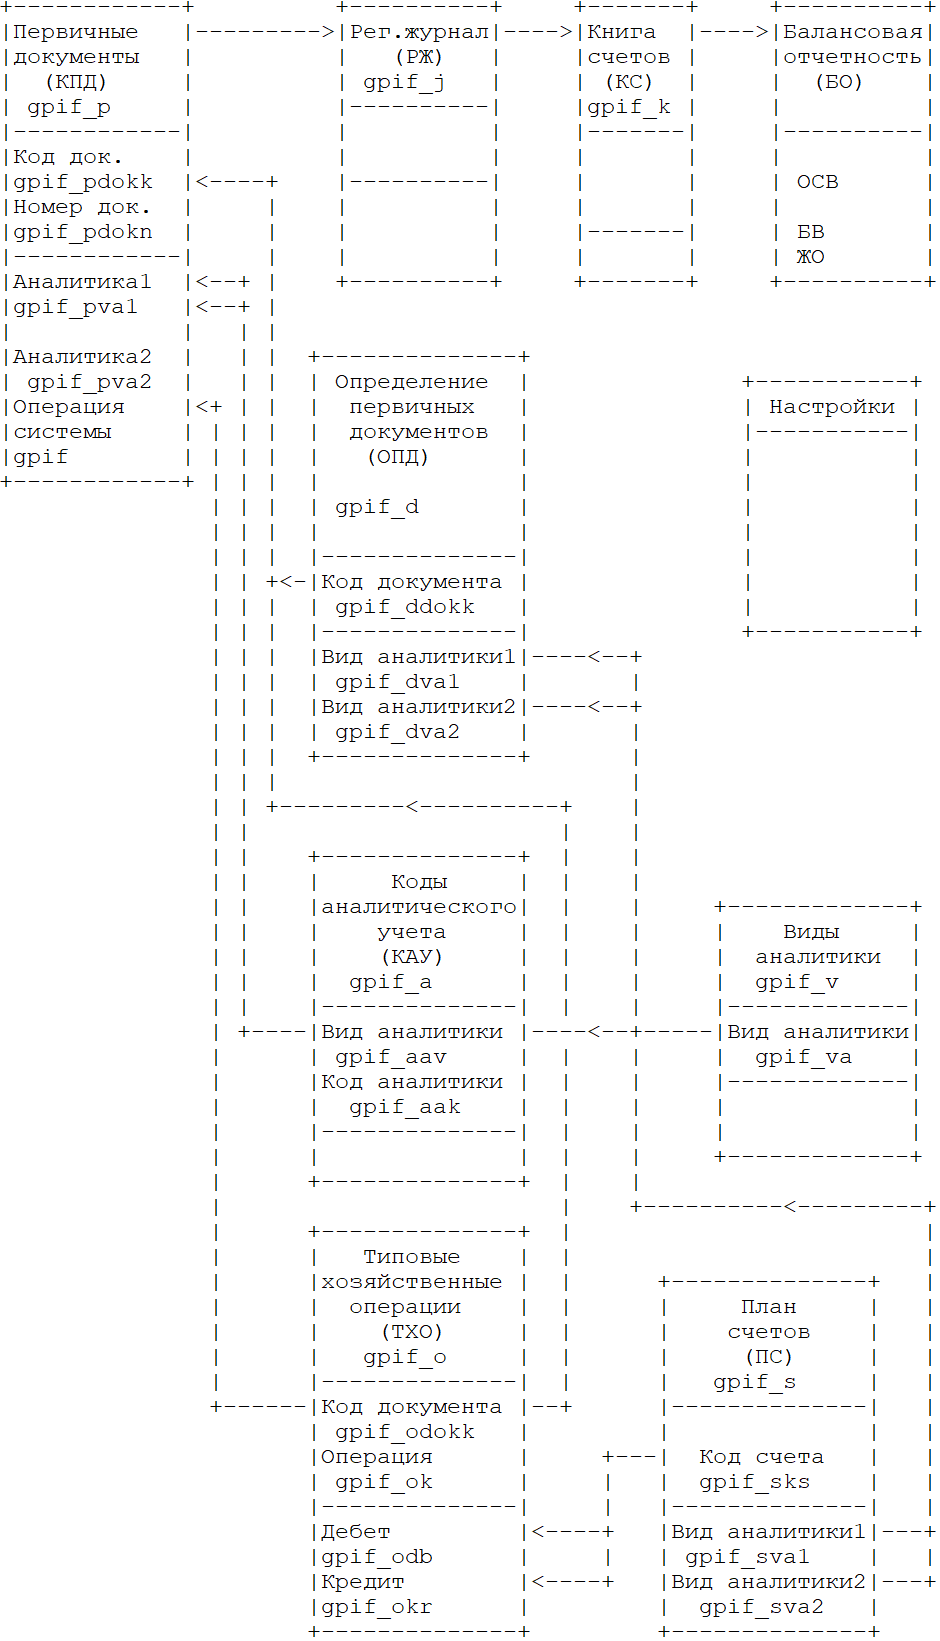 Первичные
документы
(КПД)
gpif_p
Код док.
gpif_pdokk
Номер док.
gpif_pdokn
Аналитика1
gpif_pva1
Аналитика2
gpif_pva2
Операция
системы
gpif
Рег.журнал
(РЖ)
gpif_j
Книга
счетов
(КС)
gpif_k
Балансовая
отчетность
(БО)
ОСВ
БВ
ЖО
Определение
первичных
документов
(ОПД)
gpif_d
Код документа
gpif_ddokk
Вид аналитики1
gpif_dva1
Вид аналитики2
gpif_dva2
Настройки
Коды
аналитического
учета
(КАУ)
gpif_a
Вид аналитики
gpif_aav
Код аналитики
gpif_aak
Виды
аналитики
gpif_v
Вид аналитики
gpif_va
Типовые
хозяйственные
операции
(ТХО)
gpif_o
Код документа
gpif_odokk
Операция
gpif_ok
Дебет
gpif_odb
Кредит
gpif_okr
План
счетов
(ПС)
gpif_s
Код счета
gpif_sks
Вид аналитики1
gpif_sva1
Вид аналитики2
gpif_sva2